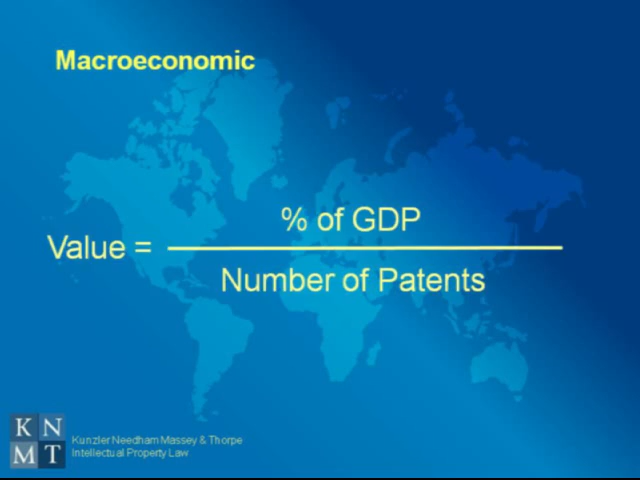 Macroeconomic
% of GDP
Value =
Number of Patents
K N
M T
Kunzler Needham Massey & Thorpe
Intellectual Property Law